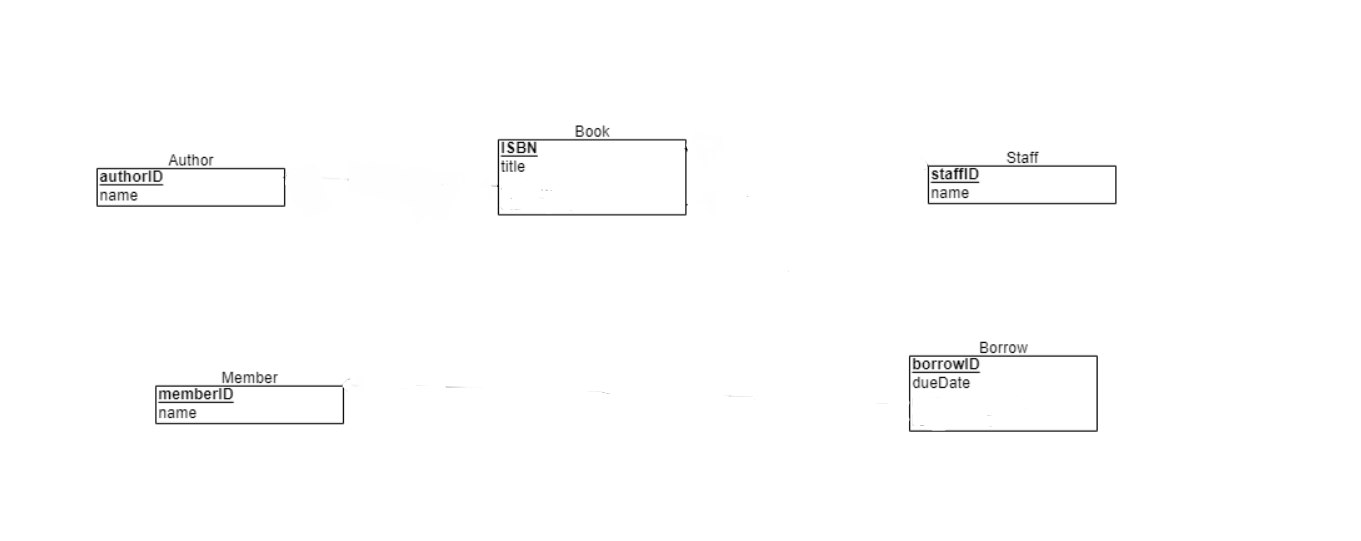 Author
authorID
name
Book
ISBN
title
Staff
staffID
name
Member
memberID
name
Borrow
borrowID
dueDate